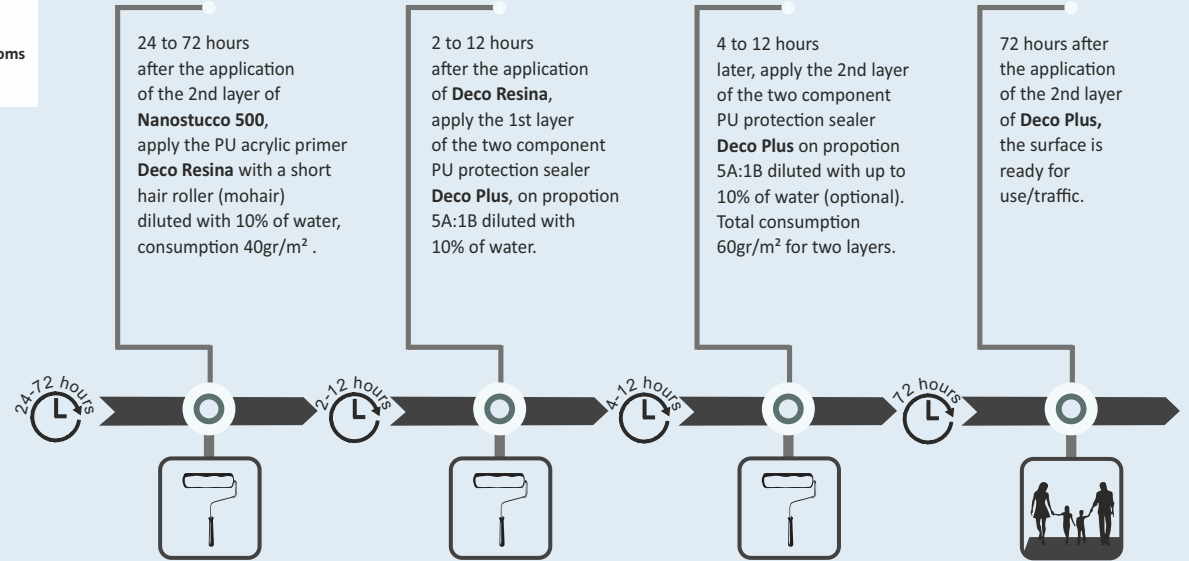 oms
24 to 72 hours
after the application
of the 2nd layer of
Nanostucco 500,
apply the PU acrylic primer
Deco Resina with a short
hair roller (mohair)
diluted with 10% of water,
consumption 40gr/m² .
2 to 12 hours
after the application
of Deco Resina,
apply the 1st layer
of the two component
PU protection sealer
Deco Plus, on propotion
5A:1B diluted with
10% of water.
4 to 12 hours
later, apply the 2nd layer
of the two component
PU protection sealer
Deco Plus on propotion
5A:1B diluted with up to
10% of water (optional).
Total consumption
60gr/m² for two layers.
72 hours after
the application
of the 2nd layer
of Deco Plus,
the surface is
ready for
use/traffic.
24-72 hours
2-12 hours
4-12 hours
72 hours